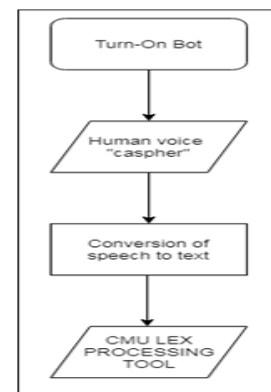 Turn-On Bot
Human voice
"caspher"
Conversion of
speech to text
CMU LEX
PROCESSING
TOOL